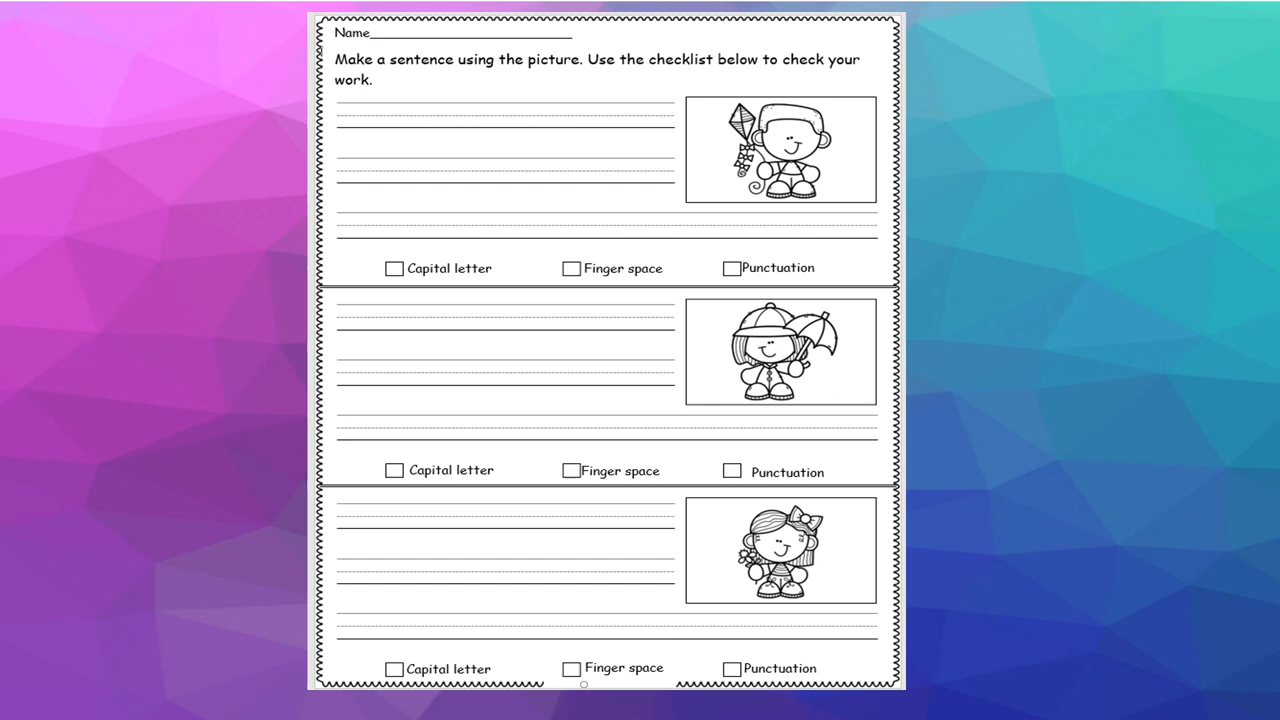 Name
Make a sentence using the picture. Use the checklist below to check your
work.
Capital letter Finger space Punctuation
Capital letter Finger space Punctuation
Capital letter Finger space Punctuation